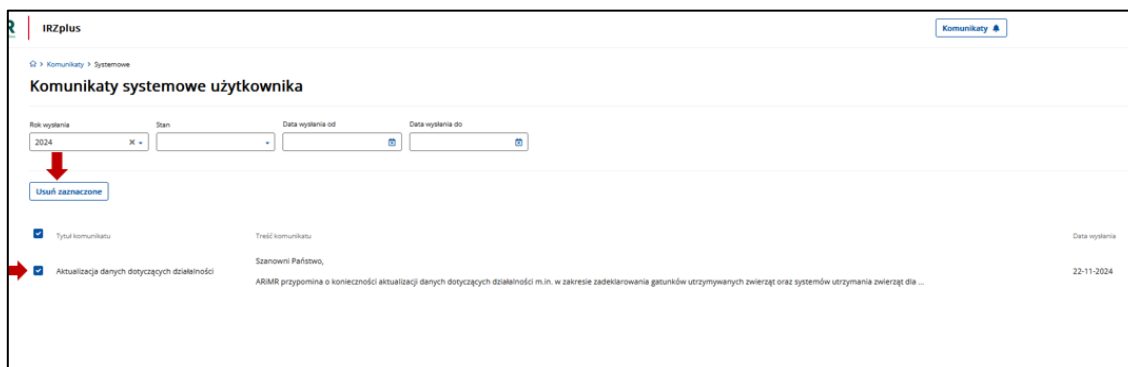 R IRZplus Komunikaty
Komunikaty > Systemowe
Komunikaty systemowe użytkownika
Rok wysłania Stan Data wysłania od Data wysłania do
2024
Usuń zaznaczone
Tytuł komunikatu Treść komunikatu Data wysłania
Szanowni Państwo,
Aktualizacja danych dotyczących działalności 22-11-2024
ARiMR przypomina o konieczności aktualizacji danych dotyczących działalności m.in. w zakresie zadeklarowania gatunków utrzymywanych zwierząt oraz systemów utrzymania zwierząt dla ...